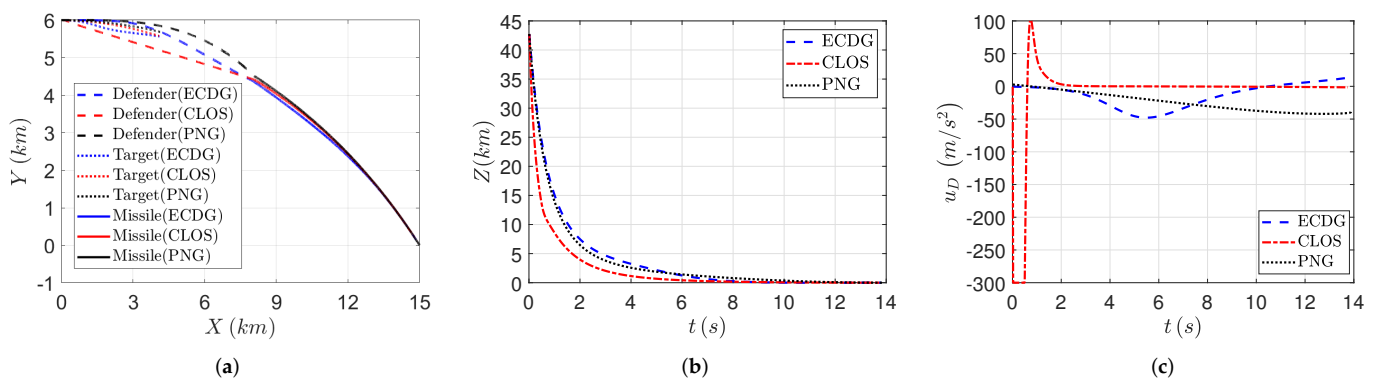 6
5
4
3
2
1
0
-1
Y (km)
Defender(ECDG)
Defender(CLOS)
Defender(PNG)
Target(ECDG)
Target(CLOS)
Target(PNG)
Missile(ECDG)
Missile(CLOS)
Missile(PNG)
0 3 6 9 12 15
X (km)
(a)
45
40
35
30
25
20
15
10
5
0
Z(km)
ECDG
CLOS
PNG
0 2 4 6 8 10 12 14
t (s)
(b)
100
50
0
-50
-100
-150
-200
-250
-300
u_D (m/s²)
ECDG
CLOS
PNG
0 2 4 6 8 10 12 14
t (s)
(c)